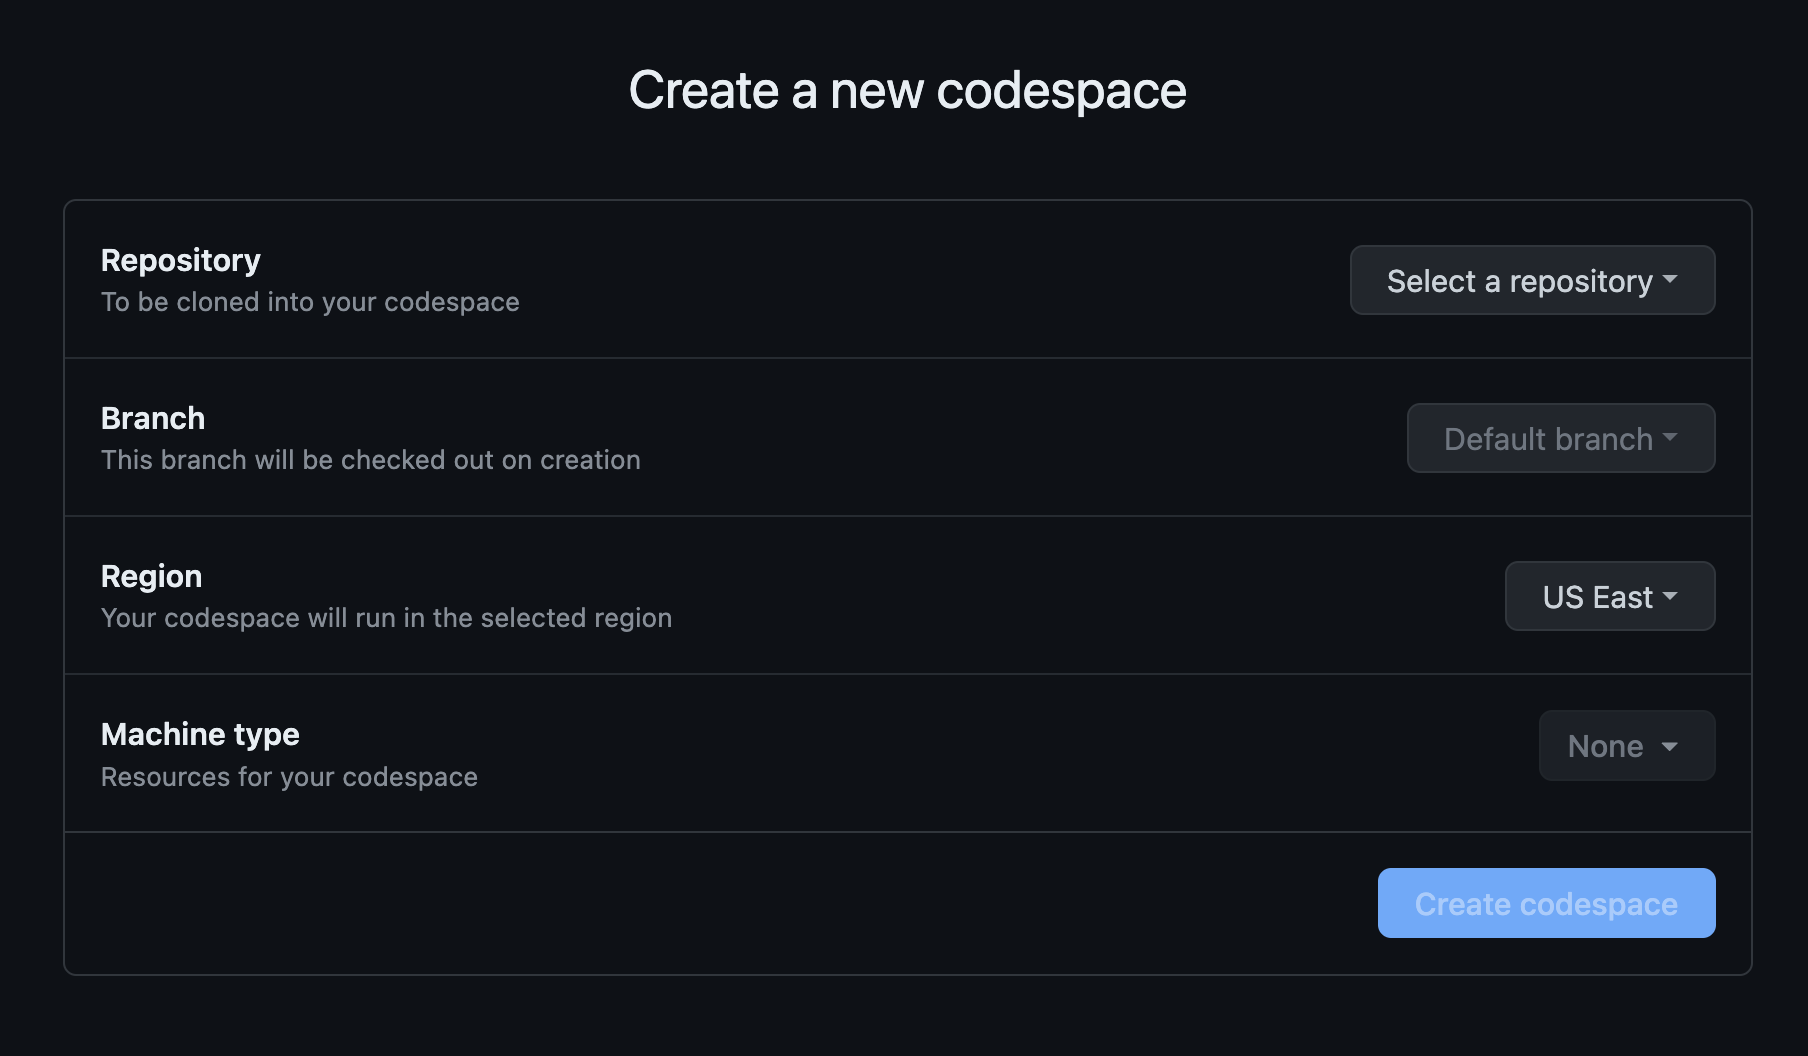 Create a new codespace
Repository
To be cloned into your codespace
Select a repository
Branch
This branch will be checked out on creation
Default branch
Region
Your codespace will run in the selected region
US East
Machine type
Resources for your codespace
None
Create codespace